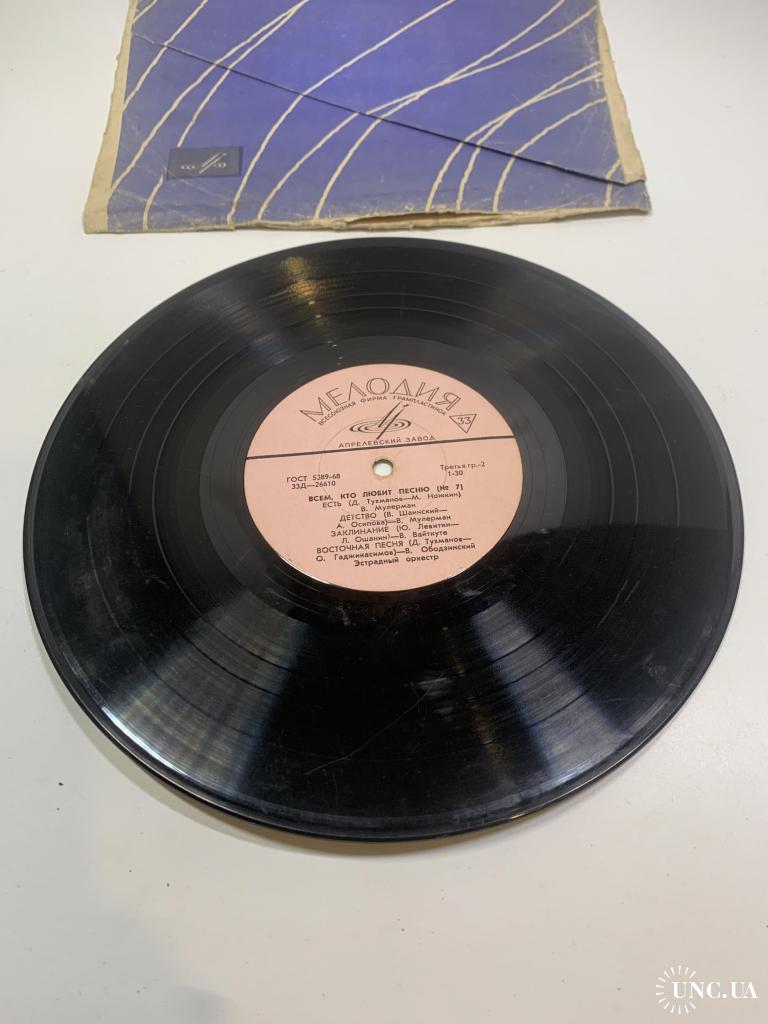 МЕЛОДИЯ
ВСЕСОЮЗНАЯ ФИРМА ГРАМПЛАСТИНОК
33
АПРЕЛЕВСКИЙ ЗАВОД
ГОСТ 5289-68
33Д—26610
Третья гр.-2
1-30
ВСЕМ, КТО ЛЮБИТ ПЕСНЮ (№ 7)
ЕСТЬ (Д. Тухманов—М. Ножкин)
В. Мулерман
ДЕТСТВО (В. Шаинский—
А. Осипова)—В. Мулерман
ЗАКЛИНАНИЕ (Ю. Левитин—
Л. Ошанин)—В. Вайткуте
ВОСТОЧНАЯ ПЕСНЯ (Д. Тухманов—
О. Гаджикасимов)—В. Ободзинский
Эстрадный оркестр
UNC.UA